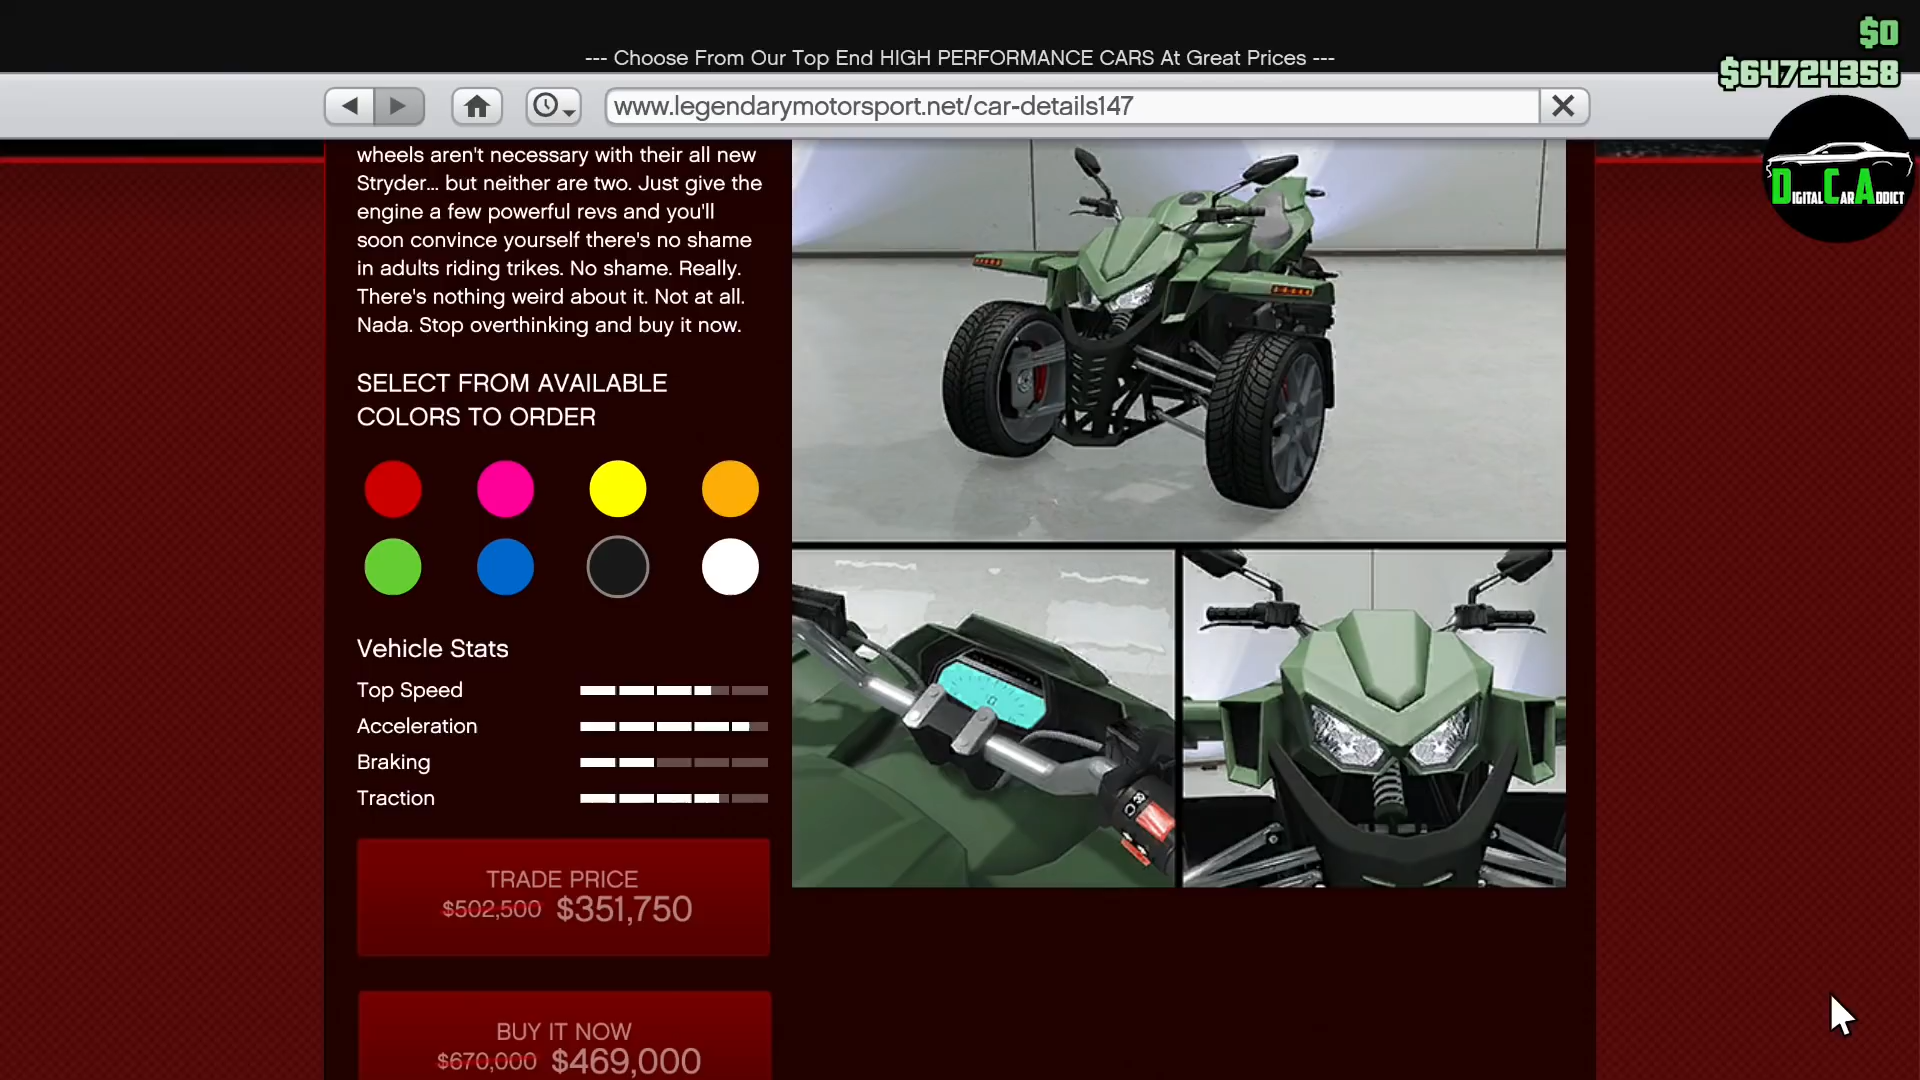 $0
--- Choose From Our Top End HIGH PERFORMANCE CARS At Great Prices ---
$64724358
www.legendarymotorsport.net/car-details147
DIGITAL CAR ADDICT
wheels aren't necessary with their all new
Stryder... but neither are two. Just give the
engine a few powerful revs and you'll
soon convince yourself there's no shame
in adults riding trikes. No shame. Really.
There's nothing weird about it. Not at all.
Nada. Stop overthinking and buy it now.
SELECT FROM AVAILABLE
COLORS TO ORDER
Vehicle Stats
Top Speed
Acceleration
Braking
Traction
TRADE PRICE
$502,500 $351,750
BUY IT NOW
$670,000 $469,000